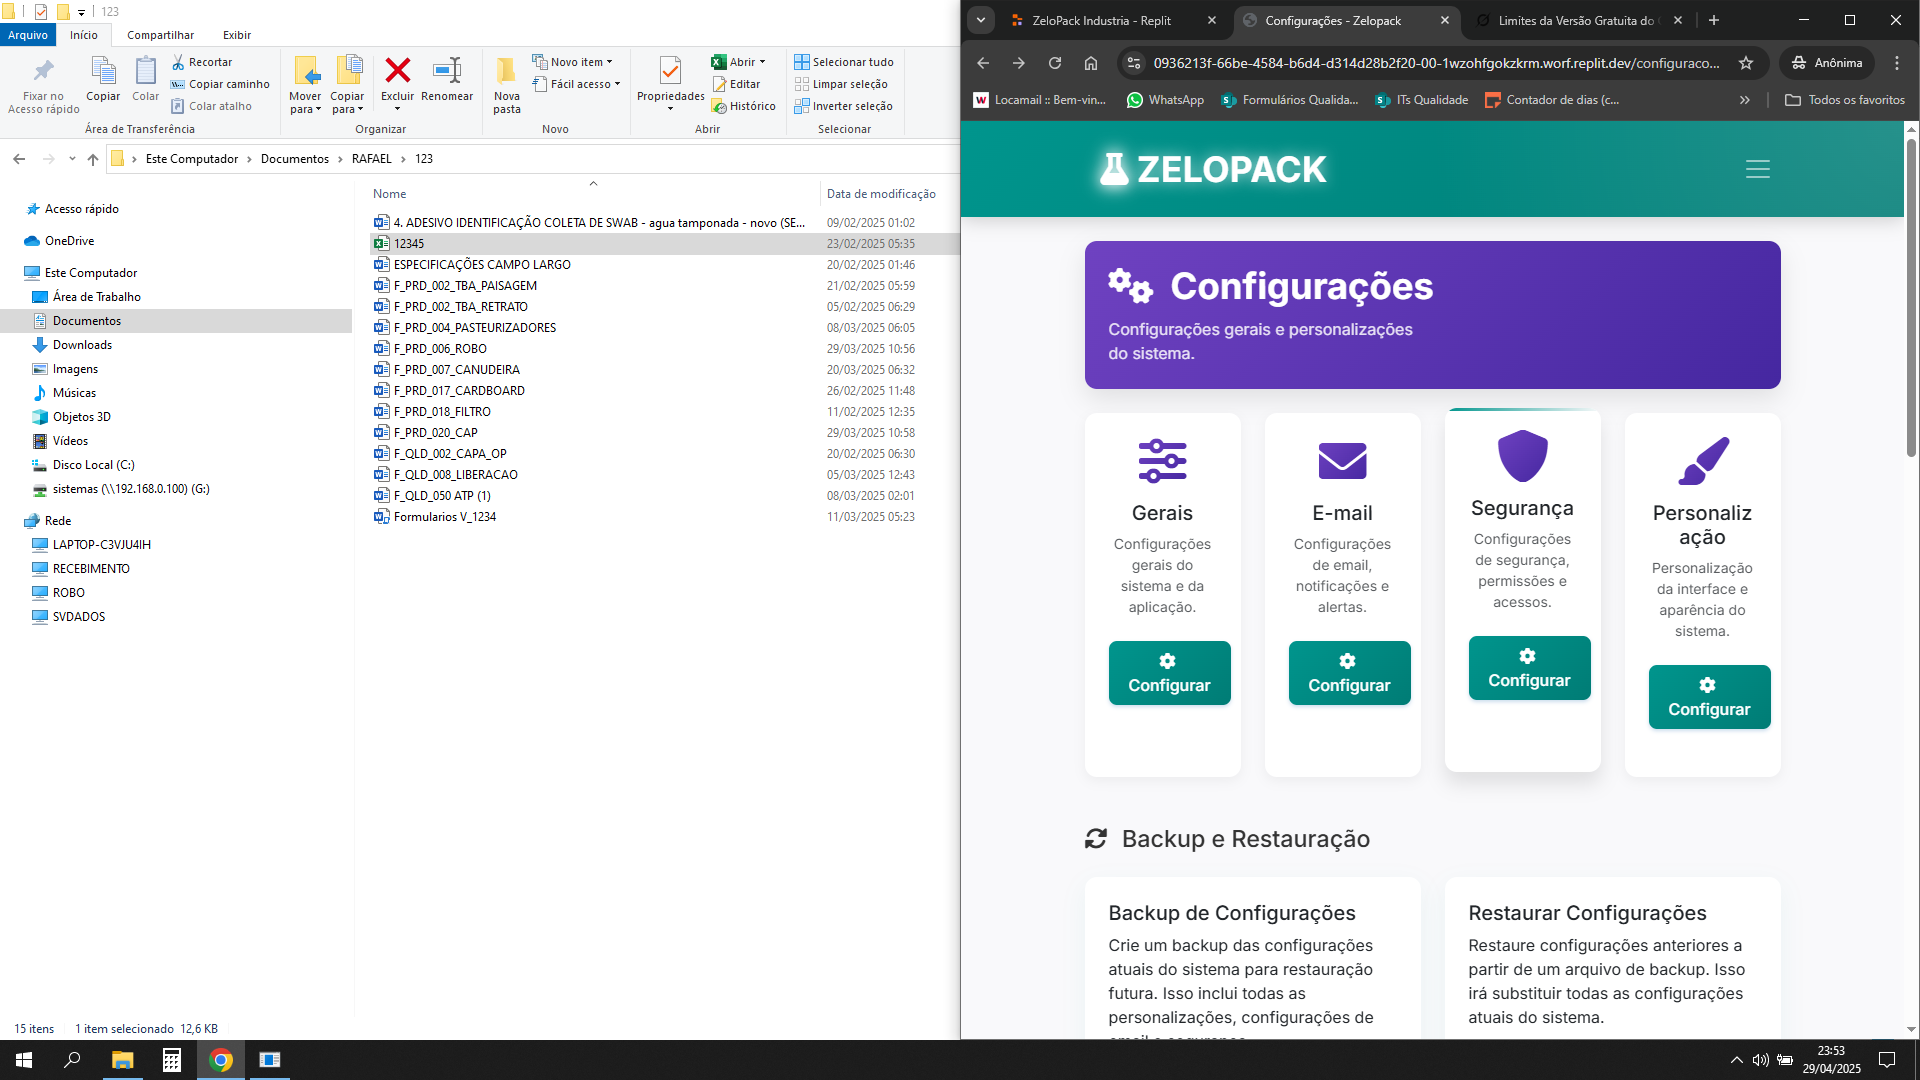 123
Arquivo
Início
Compartilhar
Exibir
Fixar no
Acesso rápido
Copiar
Colar
Recortar
Copiar caminho
Colar atalho
Área de Transferência
Mover
para
Copiar
para
Excluir
Renomear
Organizar
Nova
pasta
Novo item
Fácil acesso
Novo
Propriedades
Abrir
Editar
Histórico
Abrir
Selecionar tudo
Limpar seleção
Inverter seleção
Selecionar
Este Computador > Documentos > RAFAEL > 123
Nome
Data de modificação
4. ADESIVO IDENTIFICAÇÃO COLETA DE SWAB - agua tamponada - novo (SE... 09/02/2025 01:02
12345 23/02/2025 05:35
ESPECIFICAÇÕES CAMPO LARGO 20/02/2025 01:46
F_PRD_002_TBA_PAISAGEM 21/02/2025 05:59
F_PRD_002_TBA_RETRATO 05/02/2025 06:29
F_PRD_004_PASTEURIZADORES 08/03/2025 06:05
F_PRD_006_ROBO 29/03/2025 10:56
F_PRD_007_CANUDEIRA 20/03/2025 06:32
F_PRD_017_CARDBOARD 26/02/2025 11:48
F_PRD_018_FILTRO 11/02/2025 12:35
F_PRD_020_CAP 29/03/2025 10:58
F_QLD_002_CAPA_OP 20/02/2025 06:30
F_QLD_008_LIBERACAO 05/03/2025 12:43
F_QLD_050 ATP (1) 08/03/2025 02:01
Formularios V_1234 11/03/2025 05:23
Acesso rápido
OneDrive
Este Computador
Área de Trabalho
Documentos
Downloads
Imagens
Músicas
Objetos 3D
Vídeos
Disco Local (C:)
sistemas (\\192.168.0.100) (G:)
Rede
LAPTOP-C3VJU4IH
RECEBIMENTO
ROBO
SVDADOS
15 itens
1 item selecionado 12,6 KB
ZeloPack Industria - Replit
Configurações - Zelopack
Limites da Versão Gratuita do
0936213f-66be-4584-b6d4-d314d28b2f20-00-1wzohfgokzkrm.worf.replit.dev/configuraco...
Anônima
Locamail :: Bem-vin...
WhatsApp
Formulários Qualida...
ITs Qualidade
Contador de dias (c...
Todos os favoritos
ZELOPACK
Configurações
Configurações gerais e personalizações
do sistema.
Gerais
Configurações
gerais do
sistema e da
aplicação.
Configurar
E-mail
Configurações
de email,
notificações e
alertas.
Configurar
Segurança
Configurações
de segurança,
permissões e
acessos.
Configurar
Personaliz
ação
Personalização
da interface e
aparência do
sistema.
Configurar
Backup e Restauração
Backup de Configurações
Crie um backup das configurações
atuais do sistema para restauração
futura. Isso inclui todas as
personalizações, configurações de
email e segurança.
Restaurar Configurações
Restaure configurações anteriores a
partir de um arquivo de backup. Isso
irá substituir todas as configurações
atuais do sistema.
23:53
29/04/2025